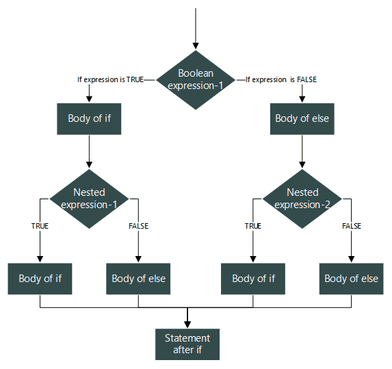 Boolean
expression-1
If expression is TRUE
If expression is FALSE
Body of if
Body of else
Nested
expression-1
Nested
expression-2
TRUE
FALSE
TRUE
FALSE
Body of if
Body of else
Body of if
Body of else
Statement
after if